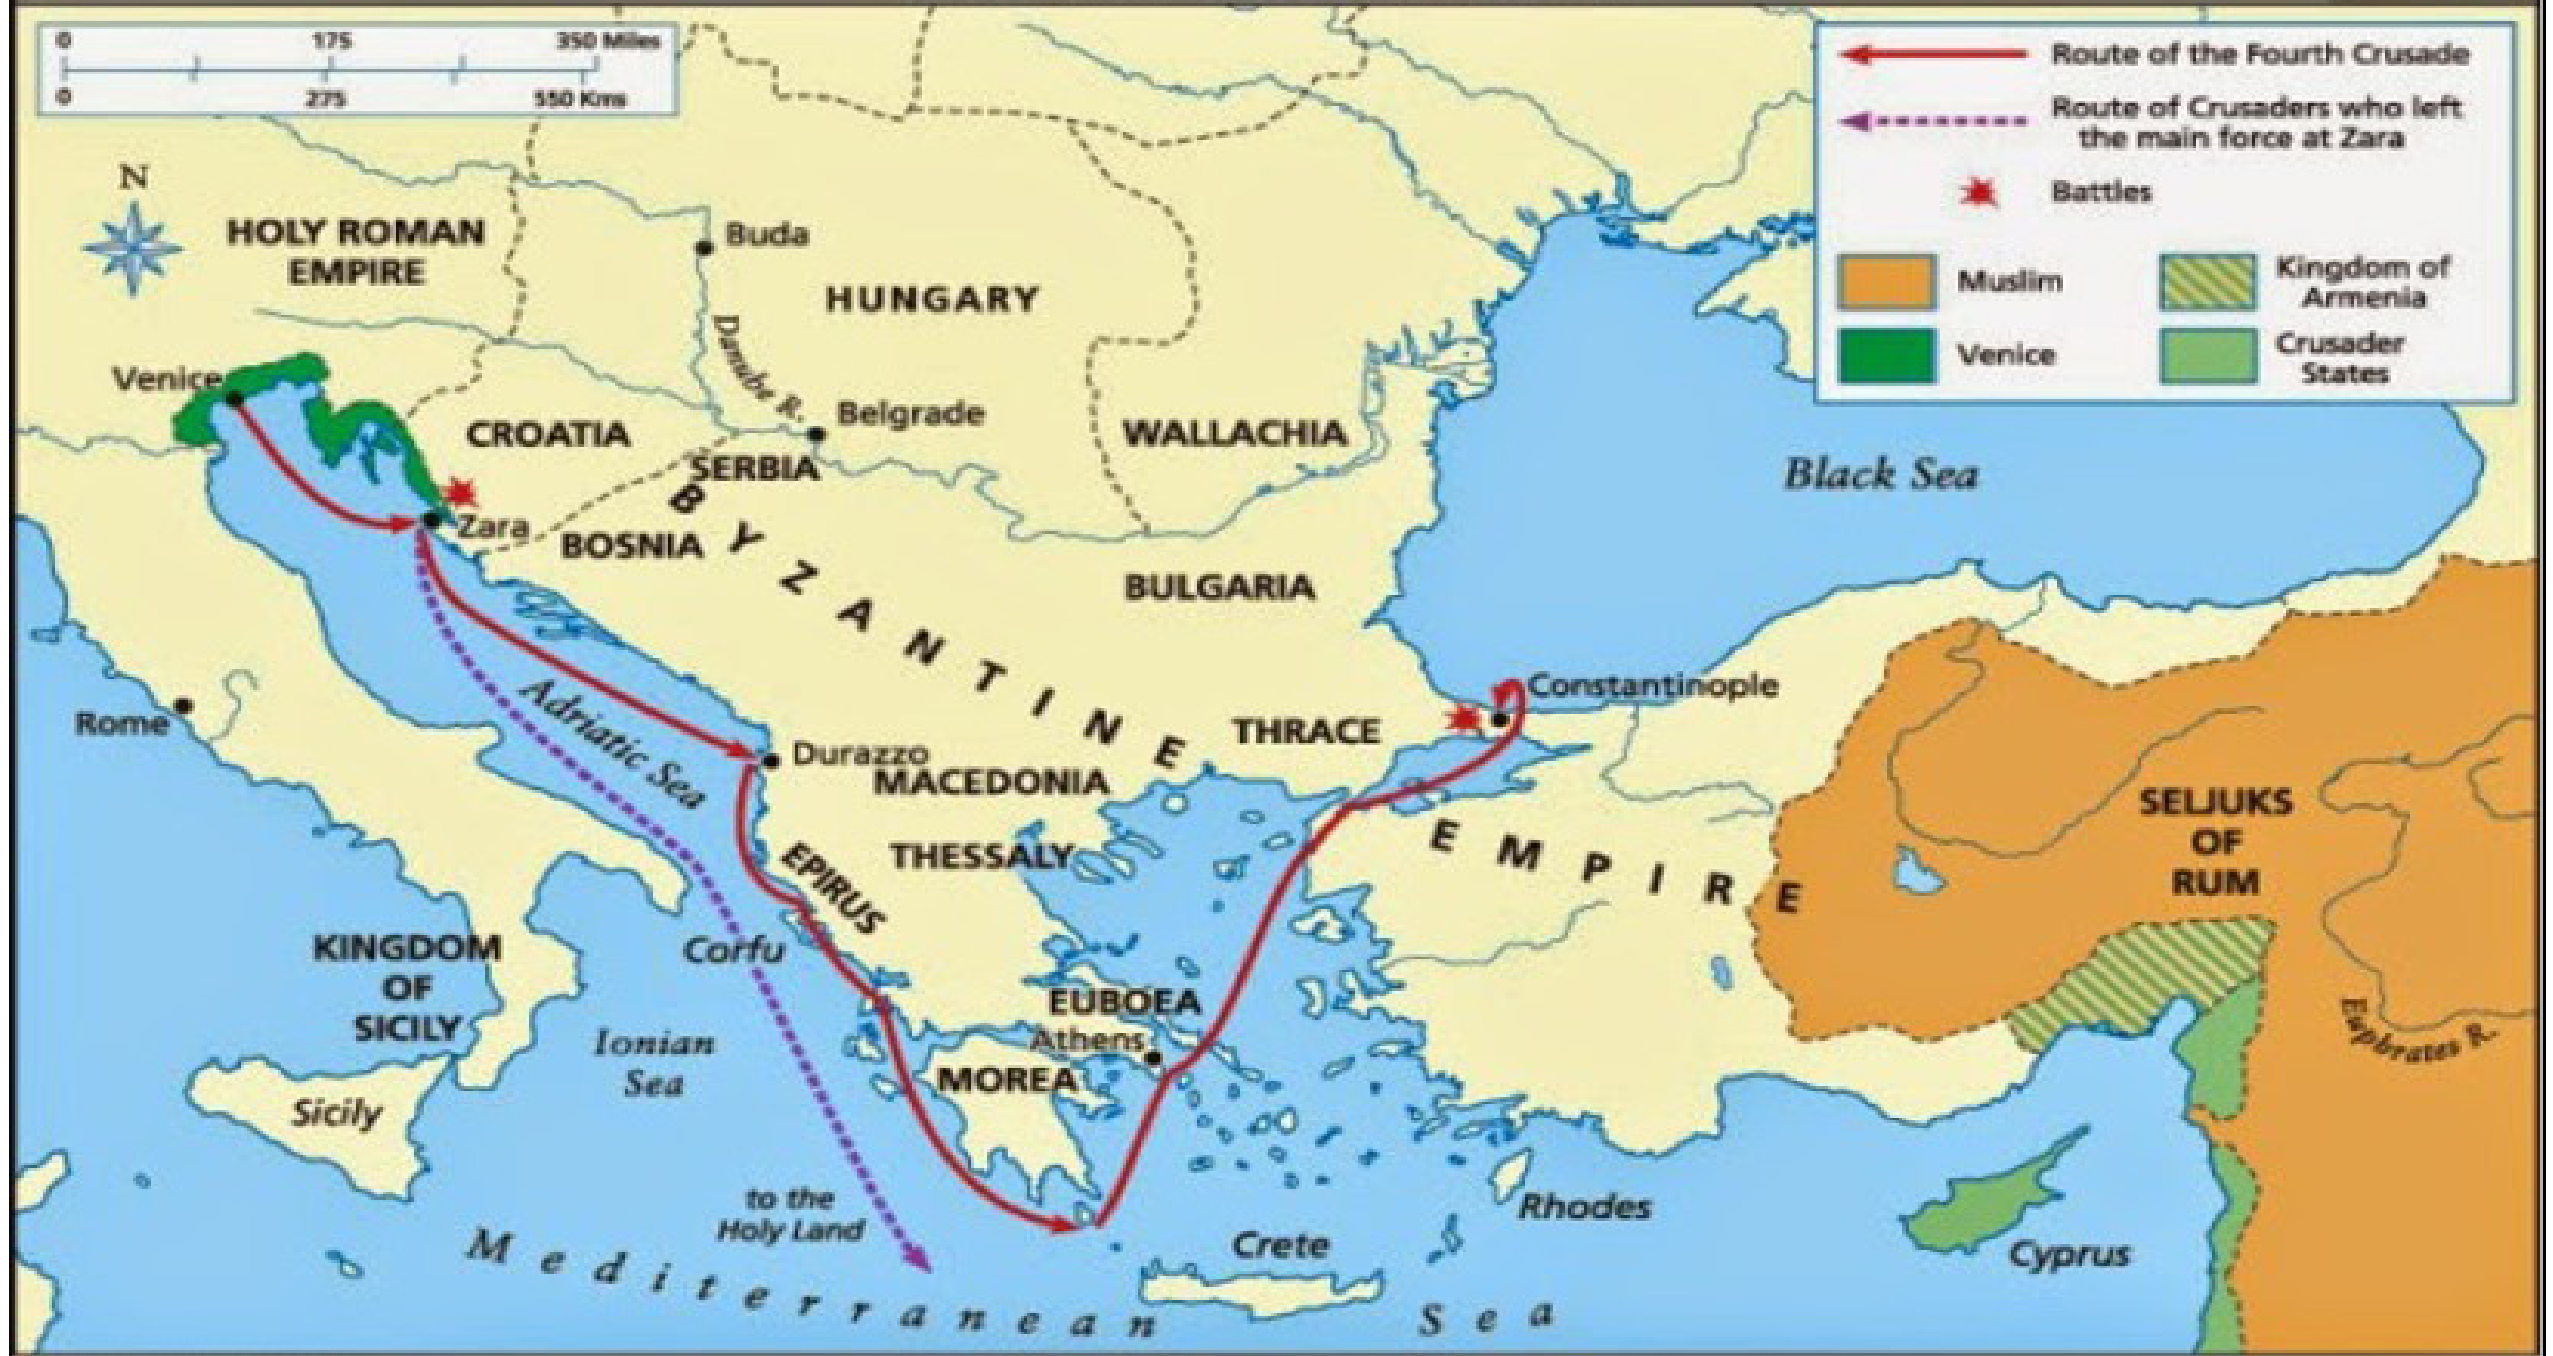 0 175 350 Miles
0 275 550 Kms
Route of the Fourth Crusade
Route of Crusaders who left
the main force at Zara
Battles
Muslim
Kingdom of
Armenia
Venice
Crusader
States
N
HOLY ROMAN
EMPIRE
Buda
HUNGARY
Danube R.
Venice
Belgrade
CROATIA
WALLACHIA
SERBIA
Black Sea
Zara
BOSNIA
BULGARIA
BYZANTINE
EMPIRE
Constantinople
Rome
Adriatic Sea
THRACE
Durazzo
MACEDONIA
THESSALY
EPIRUS
SELJUKS
OF
RUM
KINGDOM
OF
SICILY
Corfu
EUBOEA
Athens
Ionian
Sea
MOREA
Euphrates R.
Sicily
to the
Holy Land
Rhodes
Crete
Cyprus
Mediterranean Sea